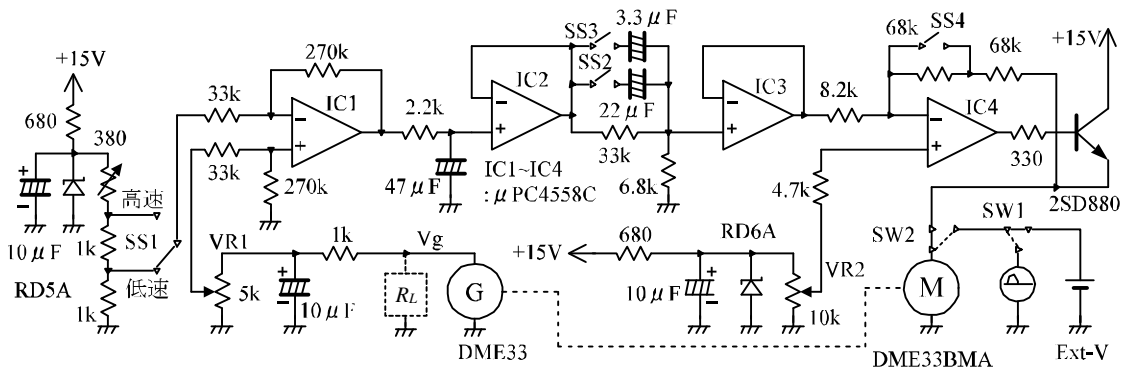 +15V
680
380
+
−
10μF
RD5A
1k
1k
高速
SS1
低速
33k
33k
270k
IC1
−
+
270k
2.2k
47μF
IC2
−
+
IC1~IC4
:μPC4558C
SS3
3.3μF
SS2
22μF
33k
6.8k
IC3
−
+
8.2k
68k
SS4
68k
IC4
−
+
330
+15V
2SD880
4.7k
VR1
5k
+
−
10μF
1k
Vg
RL
G
DME33
+15V
680
RD6A
+
−
10μF
VR2
10k
SW2
SW1
M
DME33BMA
Ext-V